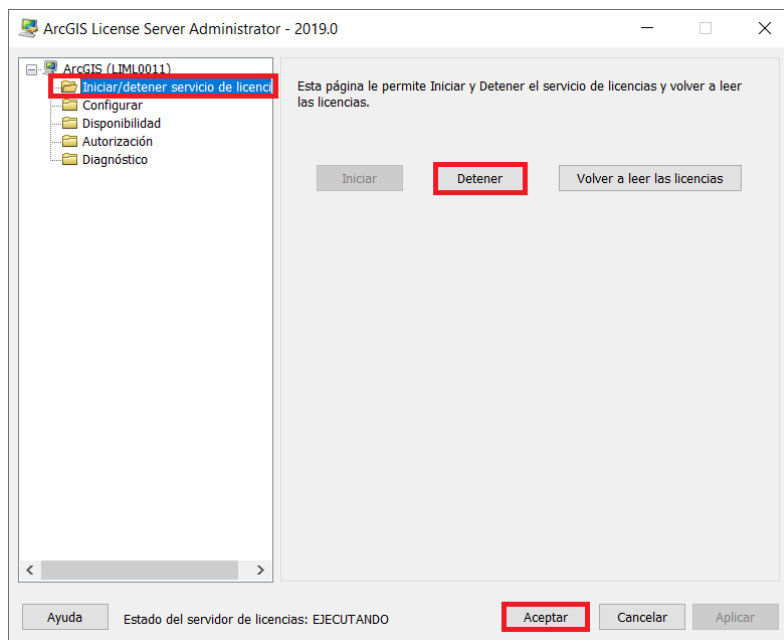 ArcGIS License Server Administrator - 2019.0
ArcGIS (LIML0011)
Iniciar/detener servicio de licenci
Configurar
Disponibilidad
Autorización
Diagnóstico
Esta página le permite Iniciar y Detener el servicio de licencias y volver a leer
las licencias.
Iniciar Detener Volver a leer las licencias
Ayuda Estado del servidor de licencias: EJECUTANDO Aceptar Cancelar Aplicar